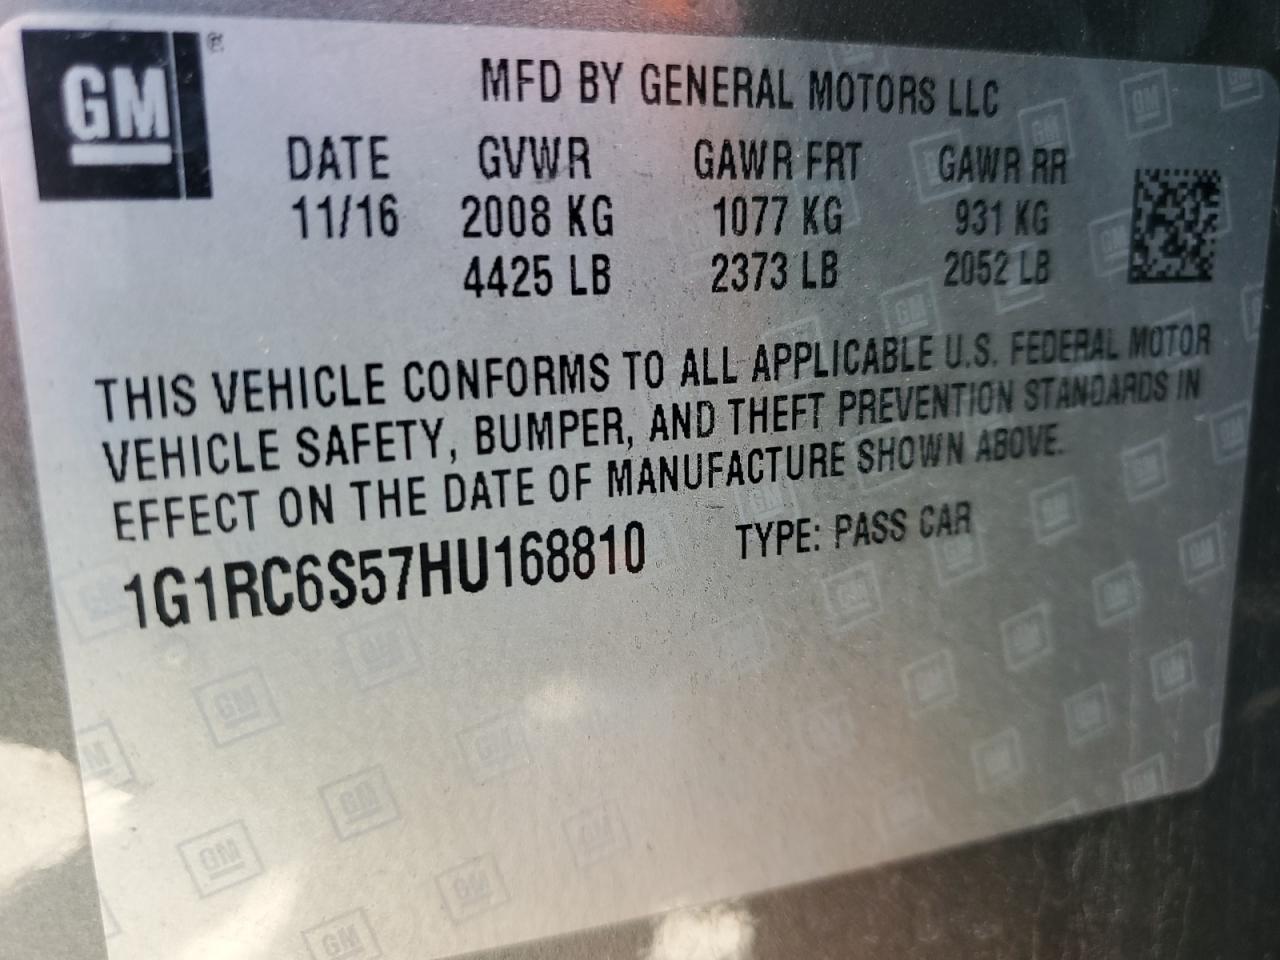 GM
MFD BY GENERAL MOTORS LLC
DATE GVWR GAWR FRT GAWR RR
11/16 2008 KG 1077 KG 931 KG
4425 LB 2373 LB 2052 LB
THIS VEHICLE CONFORMS TO ALL APPLICABLE U.S. FEDERAL MOTOR
VEHICLE SAFETY, BUMPER, AND THEFT PREVENTION STANDARDS IN
EFFECT ON THE DATE OF MANUFACTURE SHOWN ABOVE.
1G1RC6S57HU168810 TYPE: PASS CAR